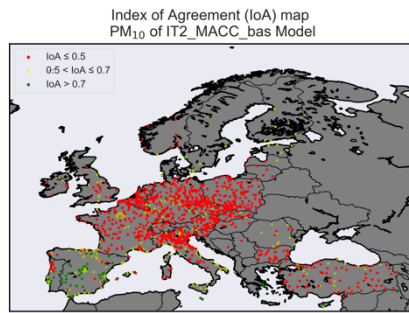 Index of Agreement (IoA) map
PM₁₀ of IT2_MACC_bas Model
IoA ≤ 0.5
0.5 < IoA ≤ 0.7
IoA > 0.7